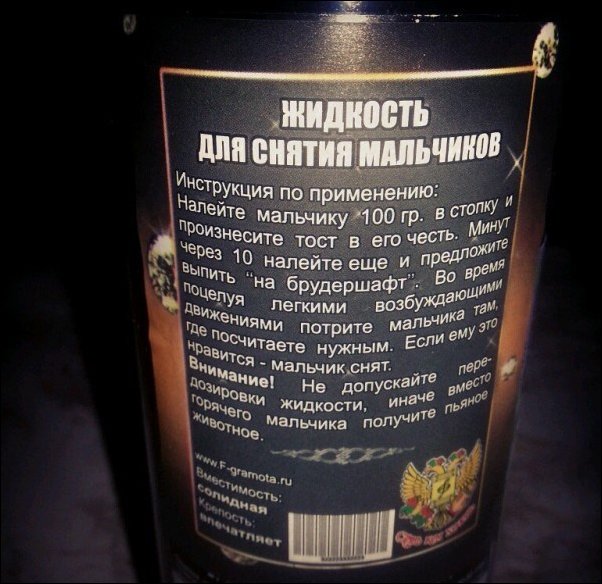 ЖИДКОСТЬ
ДЛЯ СНЯТИЯ МАЛЬЧИКОВ
Инструкция по применению:
Налейте мальчику 100 гр. в стопку и
произнесите тост в его честь. Минут
через 10 налейте еще и предложите
выпить "на брудершафт". Во время
поцелуя легкими возбуждающими
движениями потрите мальчика там,
где посчитаете нужным. Если ему это
нравится - мальчик снят.
Внимание! Не допускайте пере-
дозировки жидкости, иначе вместо
горячего мальчика получите пьяное
животное.
www.F-gramota.ru
Вместимость:
солидная
Крепость:
впечатляет